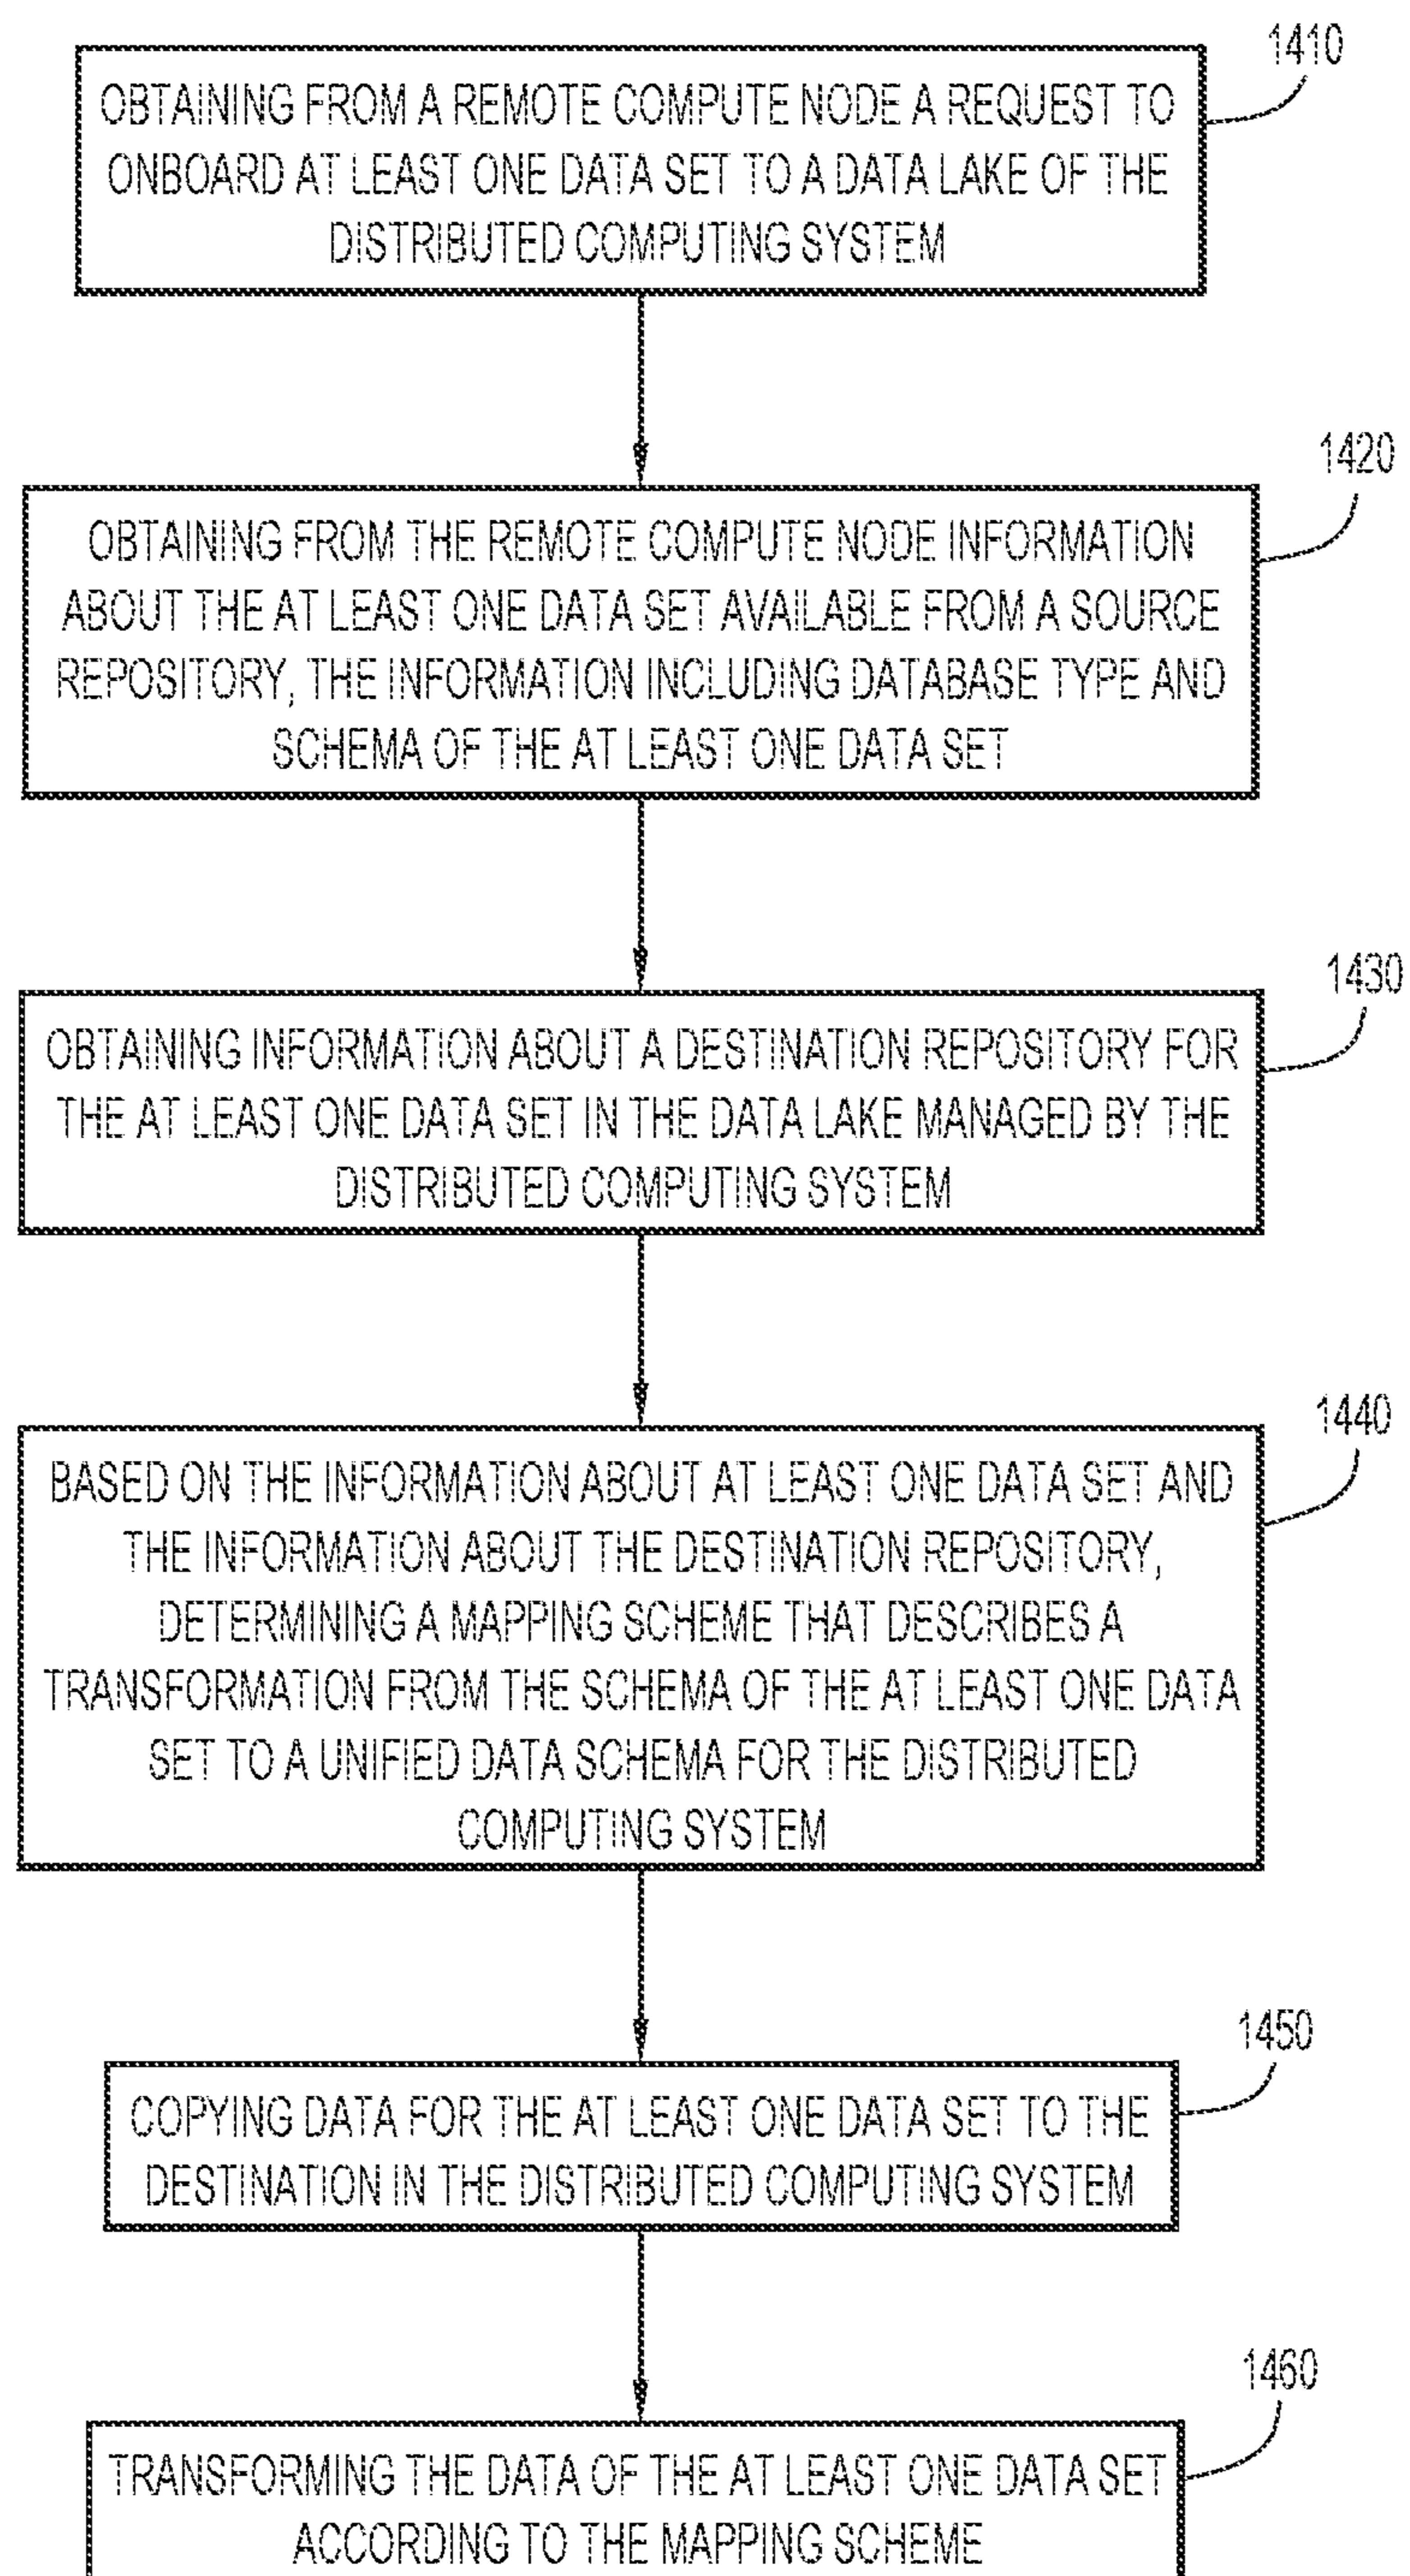 1410
OBTAINING FROM A REMOTE COMPUTE NODE A REQUEST TO
ONBOARD AT LEAST ONE DATA SET TO A DATA LAKE OF THE
DISTRIBUTED COMPUTING SYSTEM
1420
OBTAINING FROM THE REMOTE COMPUTE NODE INFORMATION
ABOUT THE AT LEAST ONE DATA SET AVAILABLE FROM A SOURCE
REPOSITORY, THE INFORMATION INCLUDING DATABASE TYPE AND
SCHEMA OF THE AT LEAST ONE DATA SET
1430
OBTAINING INFORMATION ABOUT A DESTINATION REPOSITORY FOR
THE AT LEAST ONE DATA SET IN THE DATA LAKE MANAGED BY THE
DISTRIBUTED COMPUTING SYSTEM
1440
BASED ON THE INFORMATION ABOUT AT LEAST ONE DATA SET AND
THE INFORMATION ABOUT THE DESTINATION REPOSITORY,
DETERMINING A MAPPING SCHEME THAT DESCRIBES A
TRANSFORMATION FROM THE SCHEMA OF THE AT LEAST ONE DATA
SET TO A UNIFIED DATA SCHEMA FOR THE DISTRIBUTED
COMPUTING SYSTEM
1450
COPYING DATA FOR THE AT LEAST ONE DATA SET TO THE
DESTINATION IN THE DISTRIBUTED COMPUTING SYSTEM
1460
TRANSFORMING THE DATA OF THE AT LEAST ONE DATA SET
ACCORDING TO THE MAPPING SCHEME